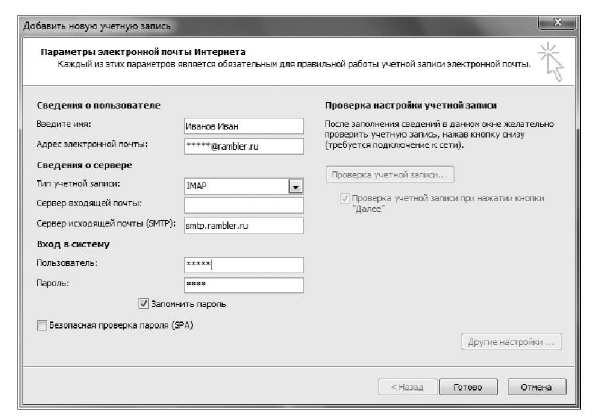 Добавить новую учетную запись
Параметры электронной почты Интернета
Каждый из этих параметров является обязательным для правильной работы учетной записи электронной почты.
Сведения о пользователе
Введите имя:
Иванов Иван
Адрес электронной почты:
*****@rambler.ru
Сведения о сервере
Тип учетной записи:
IMAP
Сервер входящей почты:
Сервер исходящей почты (SMTP):
smtp.rambler.ru
Вход в систему
Пользователь:
*****
Пароль:
****
Запомнить пароль
Безопасная проверка пароля (SPA)
Проверка настройки учетной записи
После заполнения сведений в данном окне желательно
проверить учетную запись, нажав кнопку снизу
(требуется подключение к сети).
Проверка учетной записи...
Проверка учетной записи при нажатии кнопки
"Далее"
Другие настройки ...
< Назад
Готово
Отмена